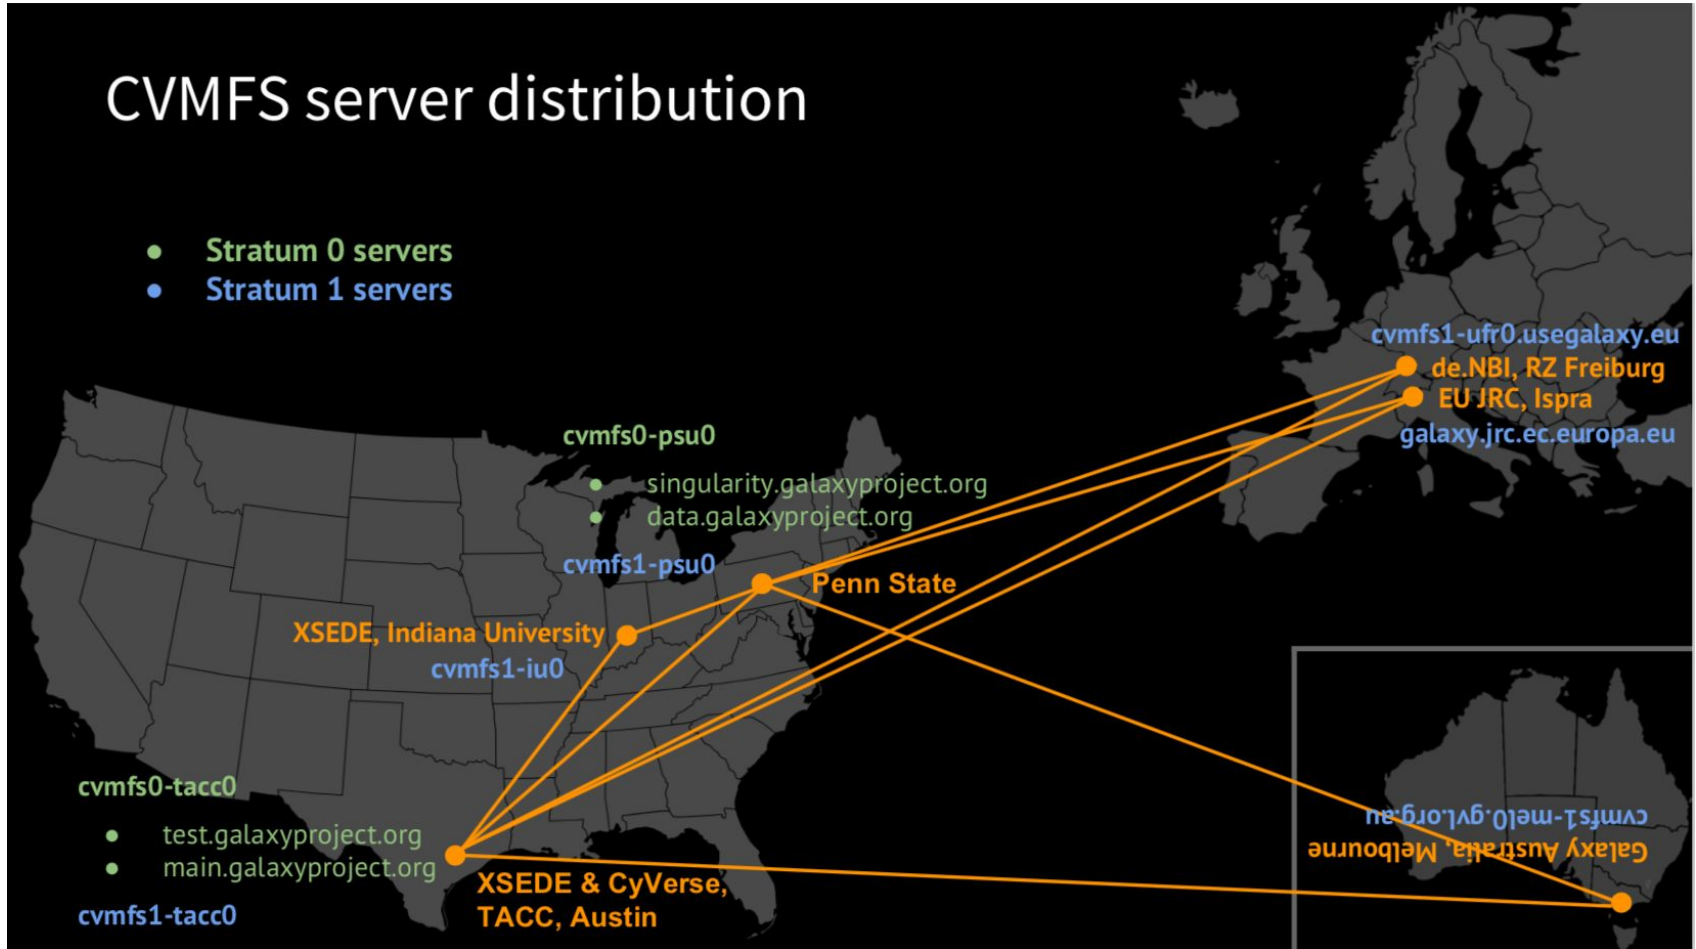 CVMFS server distribution
● Stratum 0 servers
● Stratum 1 servers
cvmfs1-ufr0.usegalaxy.eu
de.NBI, RZ Freiburg
EU JRC, Ispra
galaxy.jrc.ec.europa.eu
cvmfs0-psu0
● singularity.galaxyproject.org
● data.galaxyproject.org
cvmfs1-psu0
Penn State
XSEDE, Indiana University
cvmfs1-iu0
cvmfs0-tacc0
● test.galaxyproject.org
● main.galaxyproject.org
cvmfs1-tacc0
XSEDE & CyVerse,
TACC, Austin
Galaxy Australia, Melbourne
cvmfs1-mel0.gvl.org.au